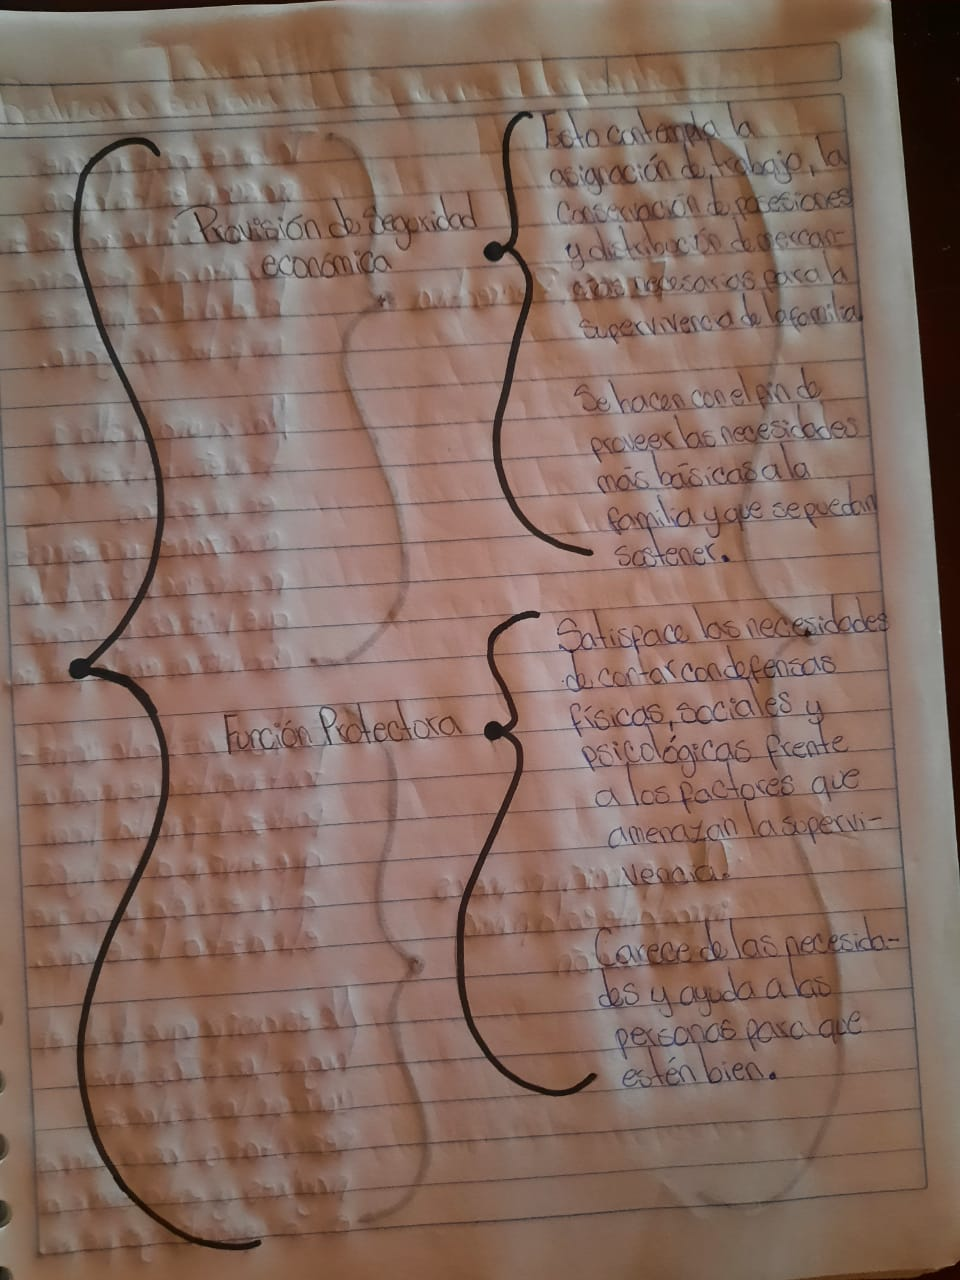 Provisión de Seguridad
económica
Esto contempla la
asignación de trabajo, la
Conservación de posesiones
y distribución de mercan-
cías necesarias para la
supervivencia de la familia
Se hacen con el fin de
proveer las necesidades
más básicas a la
familia y que se puedan
sostener.
Función Protectora
Satisface las necesidades
de contar con defensas
físicas, sociales y
psicológicas frente
a los factores que
amenazan la supervi-
vencia.
Carece de las necesida-
des y ayuda a las
personas para que
estén bien.